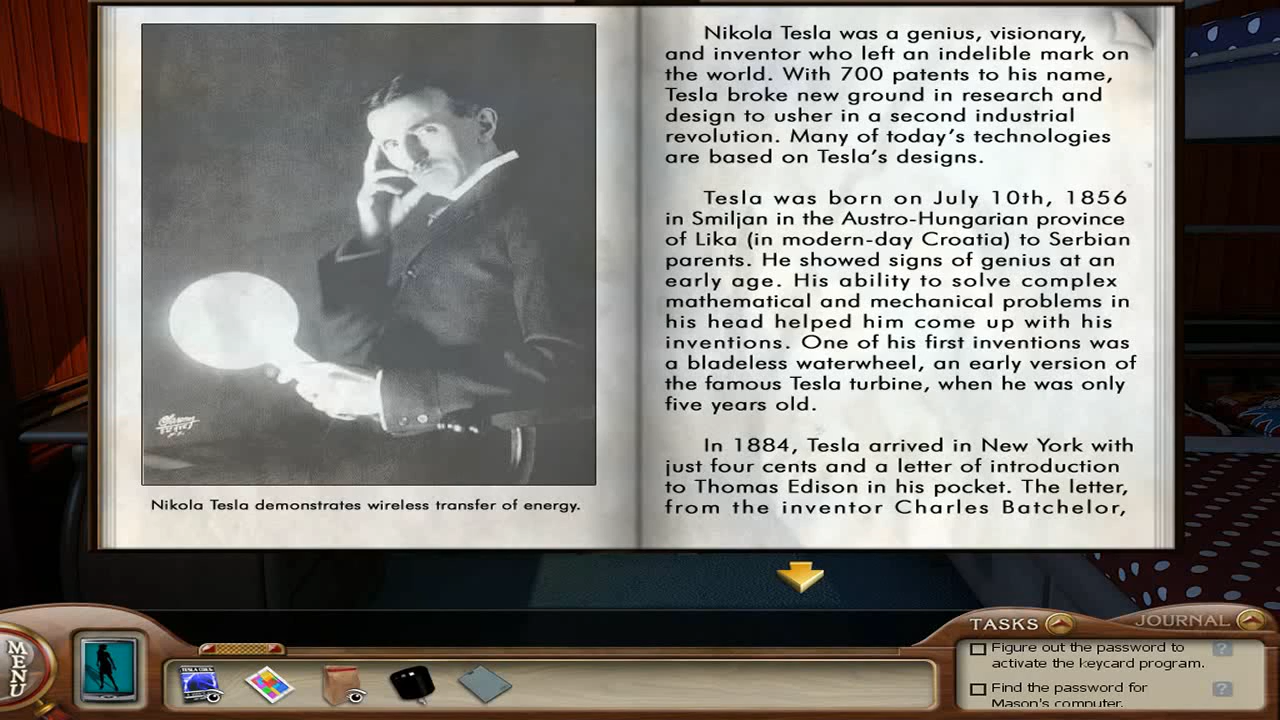 Nikola Tesla demonstrates wireless transfer of energy.
Nikola Tesla was a genius, visionary,
and inventor who left an indelible mark on
the world. With 700 patents to his name,
Tesla broke new ground in research and
design to usher in a second industrial
revolution. Many of today's technologies
are based on Tesla's designs.
Tesla was born on July 10th, 1856
in Smiljan in the Austro-Hungarian province
of Lika (in modern-day Croatia) to Serbian
parents. He showed signs of genius at an
early age. His ability to solve complex
mathematical and mechanical problems in
his head helped him come up with his
inventions. One of his first inventions was
a bladeless waterwheel, an early version of
the famous Tesla turbine, when he was only
five years old.
In 1884, Tesla arrived in New York with
just four cents and a letter of introduction
to Thomas Edison in his pocket. The letter,
from the inventor Charles Batchelor,
MENU
TESLA COIL
TASKS
JOURNAL
Figure out the password to
activate the keycard program.
?
Find the password for
Mason's computer.
?